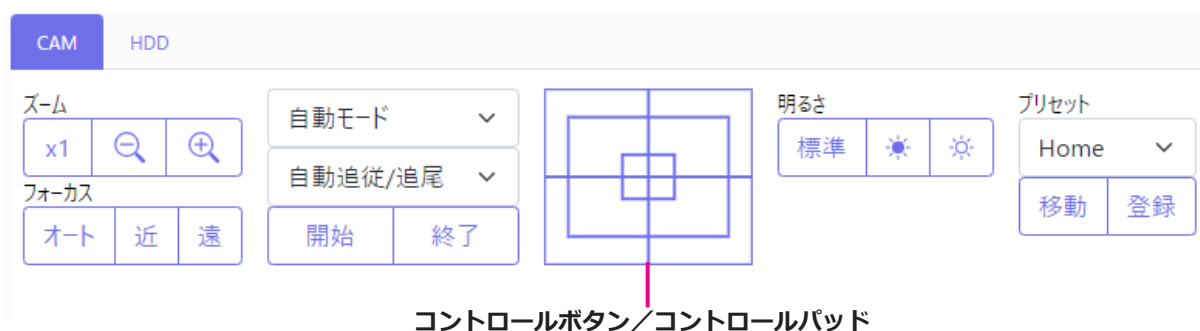 CAM HDD
ズーム
x1
フォーカス
オート 近 遠
自動モード
自動追従/追尾
開始 終了
明るさ
標準
プリセット
Home
移動 登録
コントロールボタン／コントロールパッド